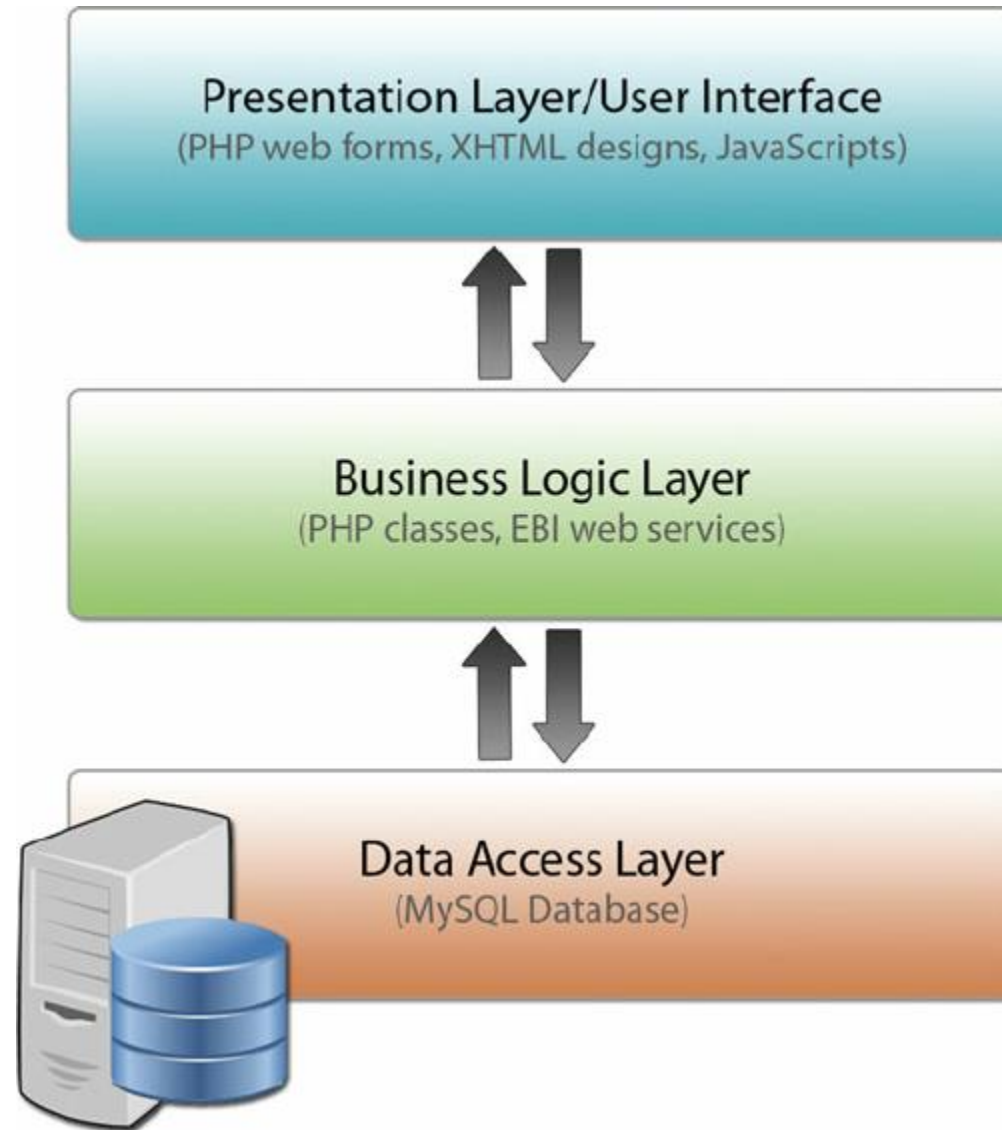 Presentation Layer/User Interface
(PHP web forms, XHTML designs, JavaScripts)
Business Logic Layer
(PHP classes, EBI web services)
Data Access Layer
(MySQL Database)